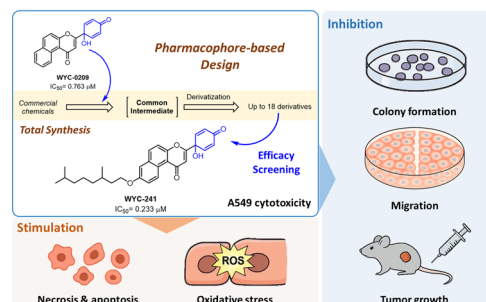 Inhibition
O
OH
O
O
Pharmacophore-based
Design
WYC-0209
IC50= 0.763 μM
Commercial
chemicals
Common
Intermediate
Derivatization
Up to 18 derivatives
Total Synthesis
O
OH
O
O
O
Efficacy
Screening
WYC-241
IC50= 0.233 μM
A549 cytotoxicity
Colony formation
Migration
Stimulation
ROS
Necrosis & apoptosis
Oxidative stress
Tumor growth